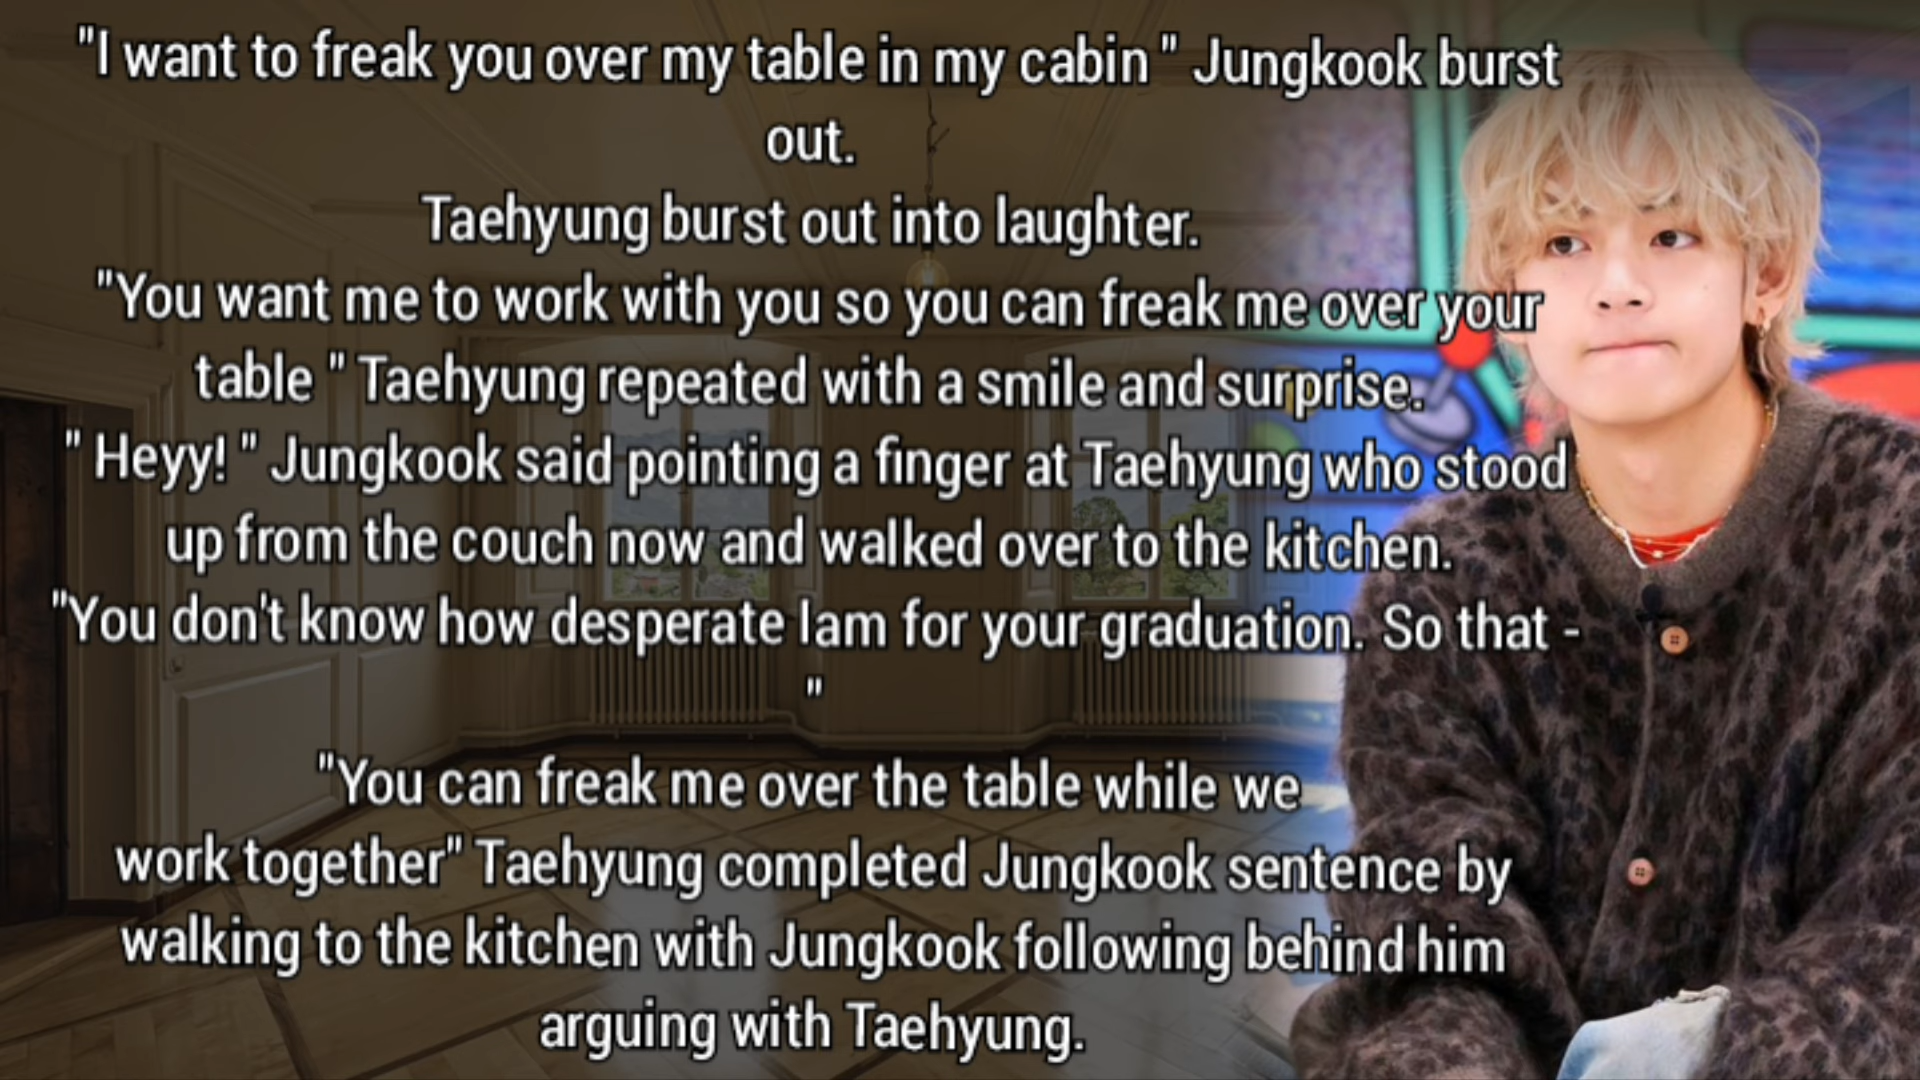 "I want to freak you over my table in my cabin " Jungkook burst
out.
Taehyung burst out into laughter.
"You want me to work with you so you can freak me over your
table " Taehyung repeated with a smile and surprise.
" Heyy! " Jungkook said pointing a finger at Taehyung who stood
up from the couch now and walked over to the kitchen.
"You don't know how desperate Iam for your graduation. So that -
"
"You can freak me over the table while we
work together" Taehyung completed Jungkook sentence by
walking to the kitchen with Jungkook following behind him
arguing with Taehyung.